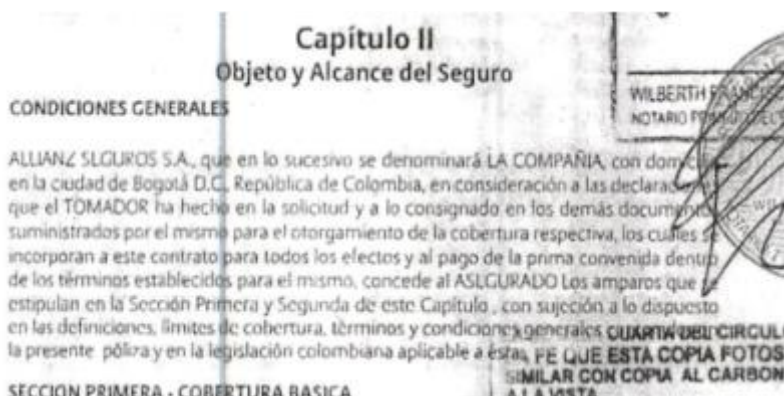 Capítulo II
Objeto y Alcance del Seguro
WILBERTH
NOTARIO
CONDICIONES GENERALES
ALLIANZ SEGUROS S.A., que en lo sucesivo se denominará LA COMPAÑIA, con
en la ciudad de Bogotá D.C., República de Colombia, en consideración a las
que el TOMADOR ha hecho en la solicitud y a lo consignado en los demás
suministrados por el mismo para el otorgamiento de la cobertura respectiva, los cuales se
incorporan a este contrato para todos los efectos y al pago de la prima convenida dentro
de los términos establecidos para el mismo, concede al ASEGURADO Los amparos que se
estipulan en la Sección Primera y Segunda de este Capítulo , con sujeción a lo dispuesto
en las definiciones, límites de cobertura, términos y condiciones generales
CUARTA DEL CIRCUL
la presente póliza y en la legislación colombiana aplicable a ésta.
FE QUE ESTA COPIA FOTOS
SIMILAR CON COPIA AL CARBON
A LA VISTA
SECCION PRIMERA - COBERTURA BASICA